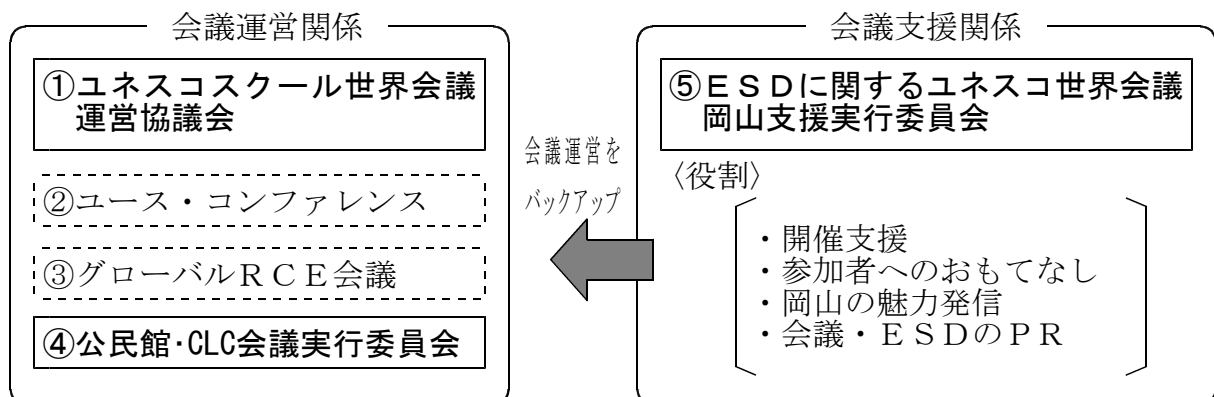 会議運営関係
①ユネスコスクール世界会議
運営協議会
②ユース・コンファレンス
③グローバルＲＣＥ会議
④公民館･CLC会議実行委員会
会議運営を
バックアップ
会議支援関係
⑤ＥＳＤに関するユネスコ世界会議
岡山支援実行委員会
〈役割〉
・開催支援
・参加者へのおもてなし
・岡山の魅力発信
・会議・ＥＳＤのＰＲ